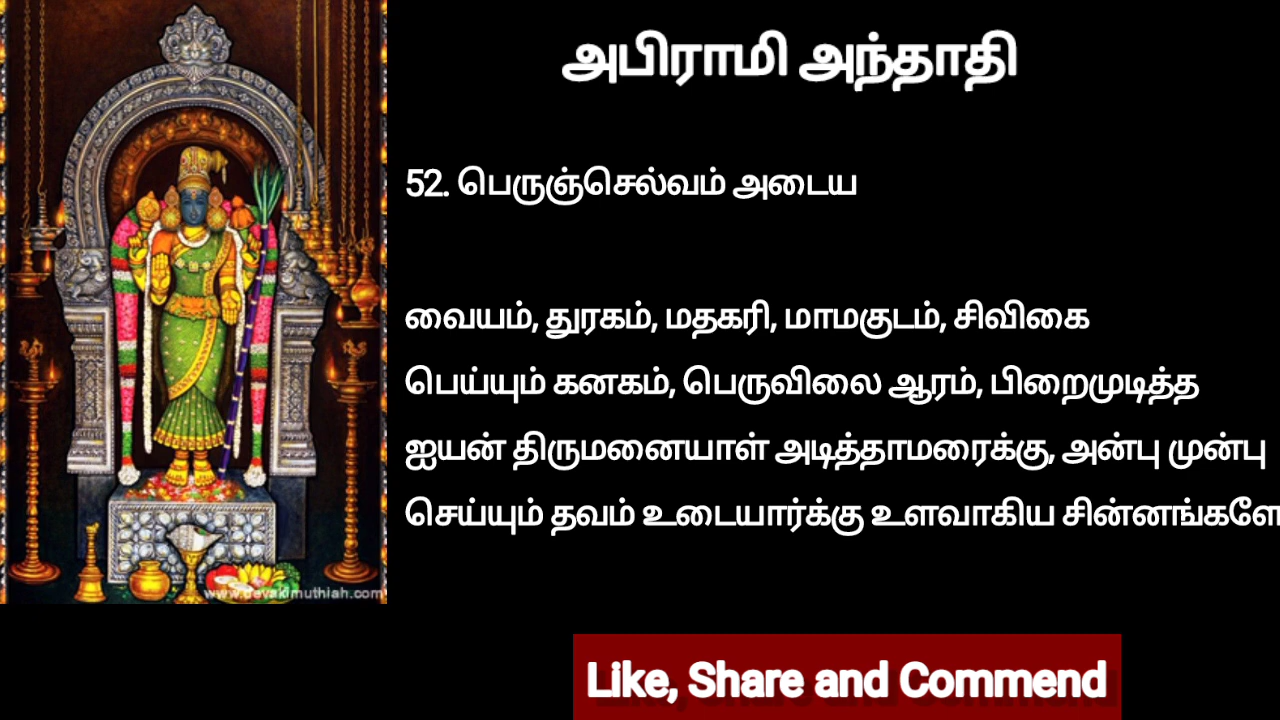 அபிராமி அந்தாதி
52. பெருஞ்செல்வம் அடைய
வையம், துரகம், மதகரி, மாமகுடம், சிவிகை
பெய்யும் கனகம், பெருவிலை ஆரம், பிறைமுடித்த
ஐயன் திருமனையாள் அடித்தாமரைக்கு, அன்பு முன்பு
செய்யும் தவம் உடையார்க்கு உளவாகிய சின்னங்களே
www.devakimuthiah.com
Like, Share and Commend